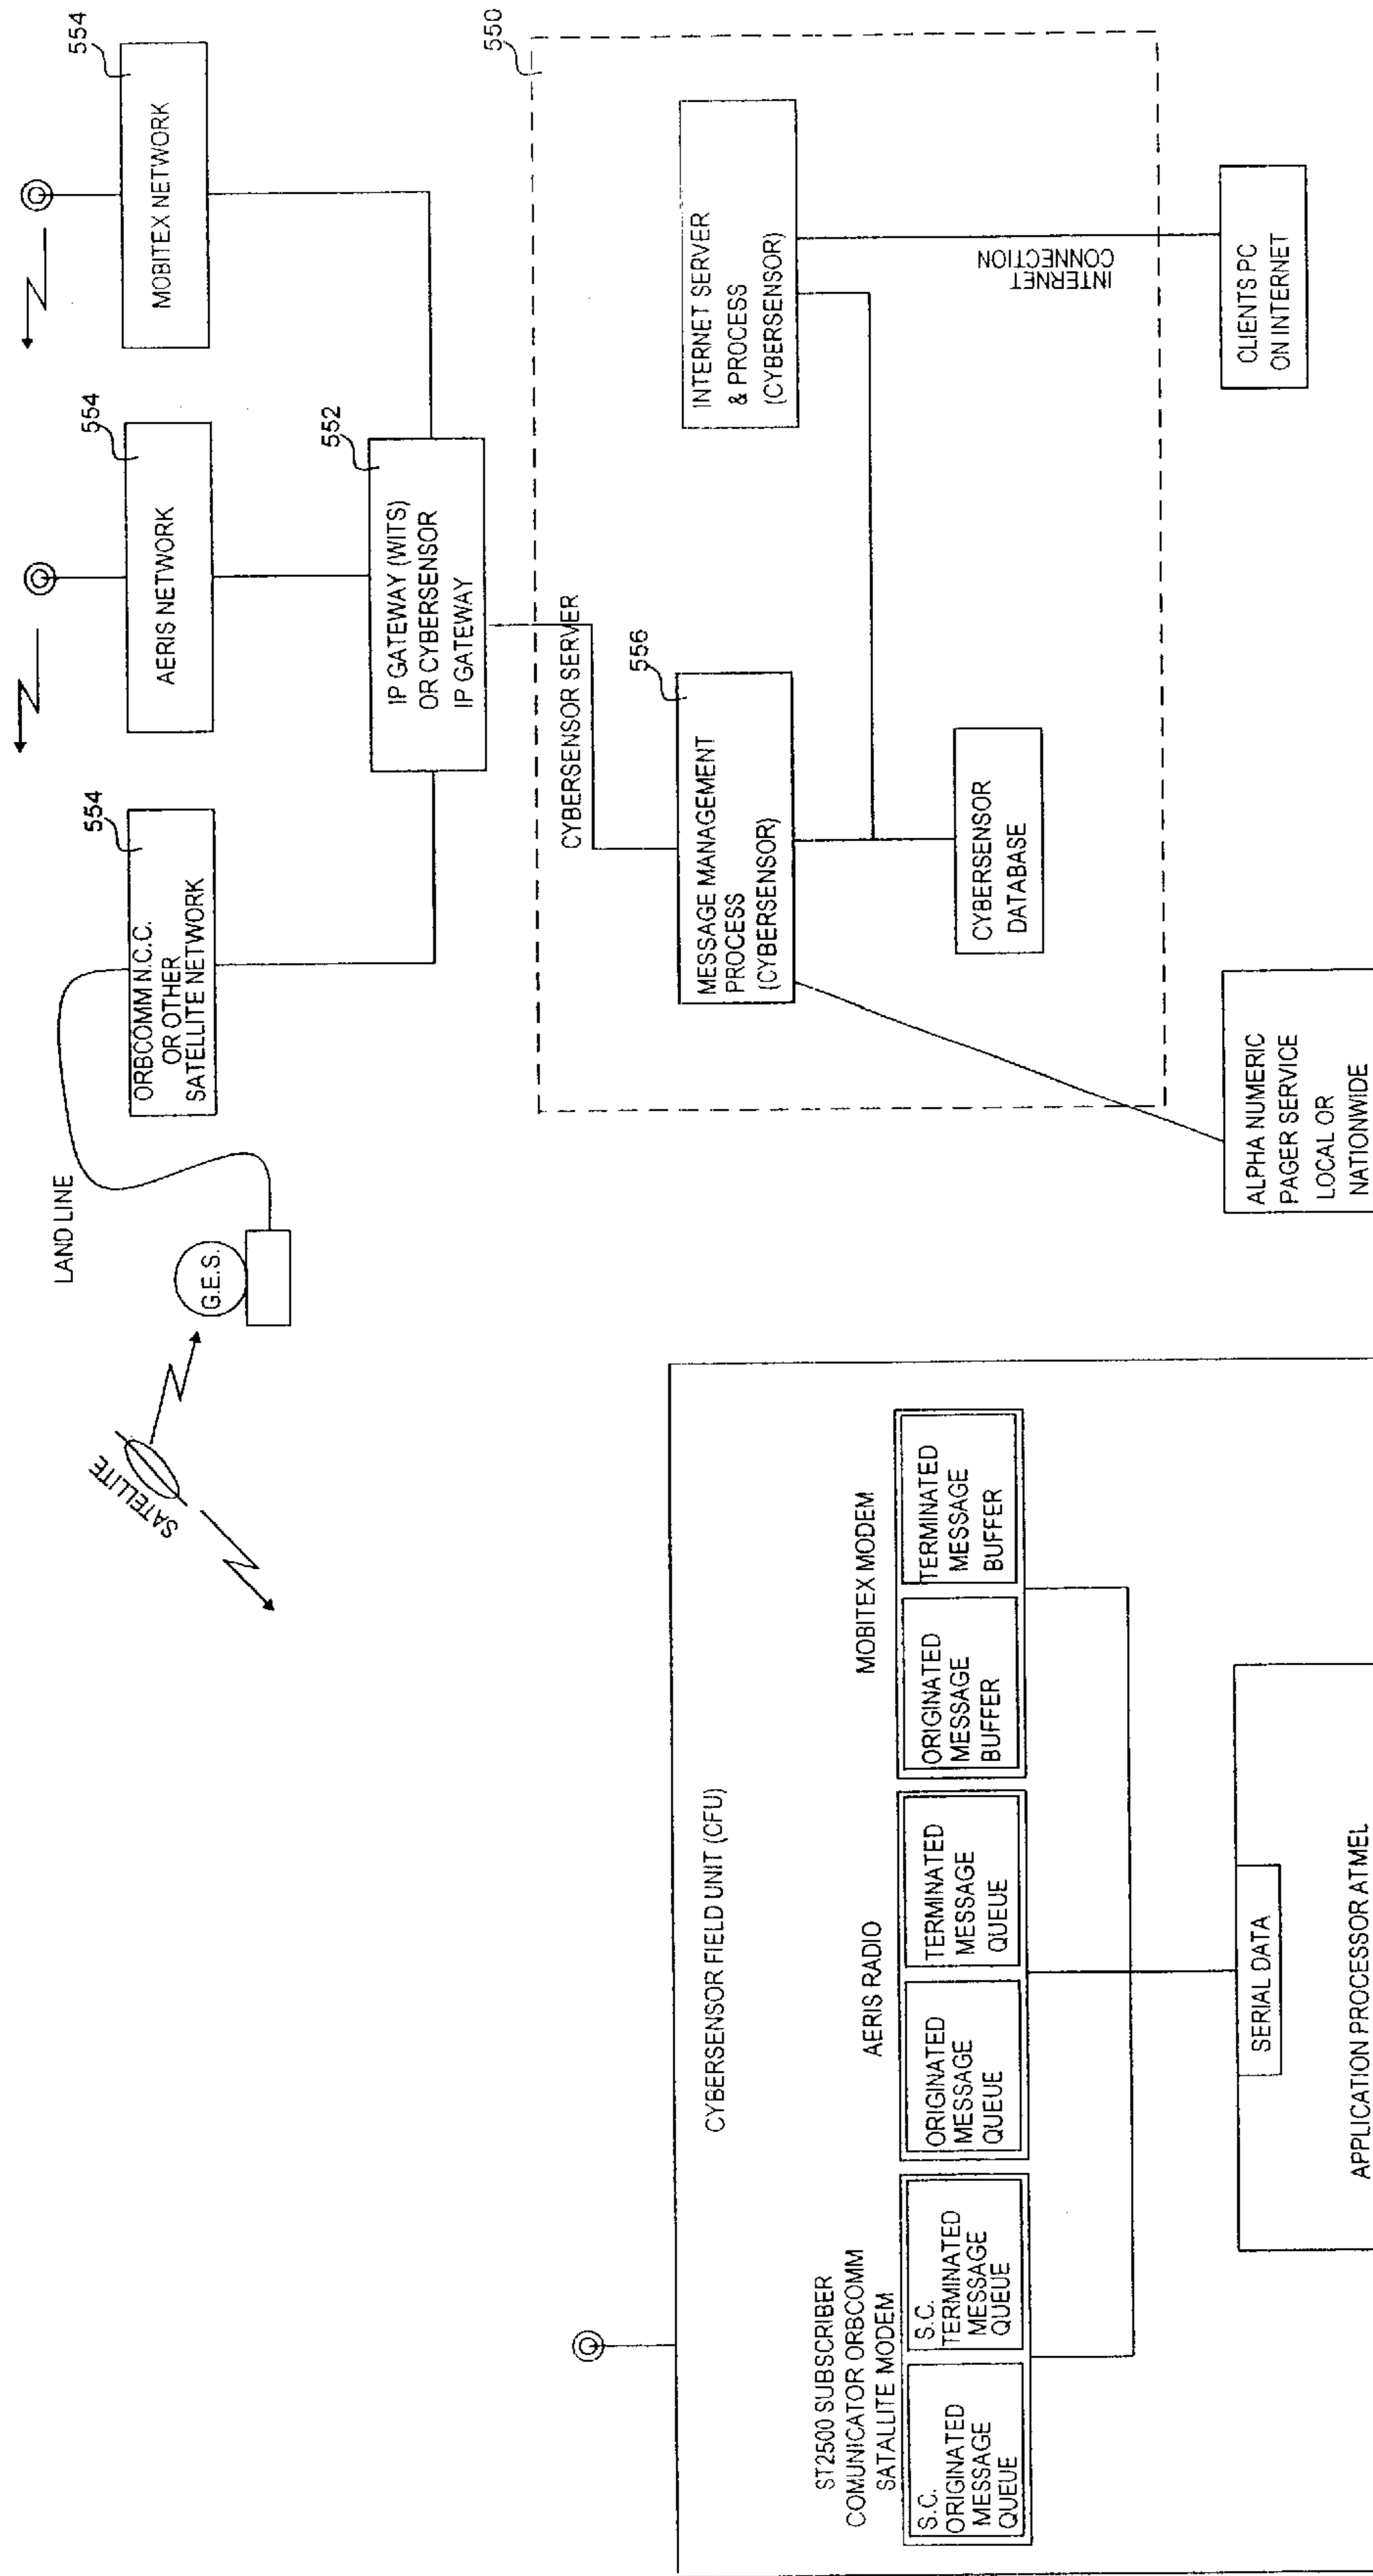 554
MOBITEX NETWORK
554
AERIS NETWORK
554
ORBCOMM N.C.C.
OR OTHER
SATELLITE NETWORK
LAND LINE
G.E.S.
SATELLITE
552
IP GATEWAY (WITS)
OR CYBERSENSOR
IP GATEWAY
550
CYBERSENSOR SERVER
556
MESSAGE MANAGEMENT
PROCESS
(CYBERSENSOR)
INTERNET SERVER
& PROCESS
(CYBERSENSOR)
CYBERSENSOR
DATABASE
INTERNET
CONNECTION
CLIENTS PC
ON INTERNET
ALPHA NUMERIC
PAGER SERVICE
LOCAL OR
NATIONWIDE
CYBERSENSOR FIELD UNIT (CFU)
ST2500 SUBSCRIBER
COMUNICATOR ORBCOMM
SATALLITE MODEM
S.C.
ORIGINATED
MESSAGE
QUEUE
S.C.
TERMINATED
MESSAGE
QUEUE
AERIS RADIO
ORIGINATED
MESSAGE
QUEUE
TERMINATED
MESSAGE
QUEUE
MOBITEX MODEM
ORIGINATED
MESSAGE
BUFFER
TERMINATED
MESSAGE
BUFFER
SERIAL DATA
APPLICATION PROCESSOR ATMEL